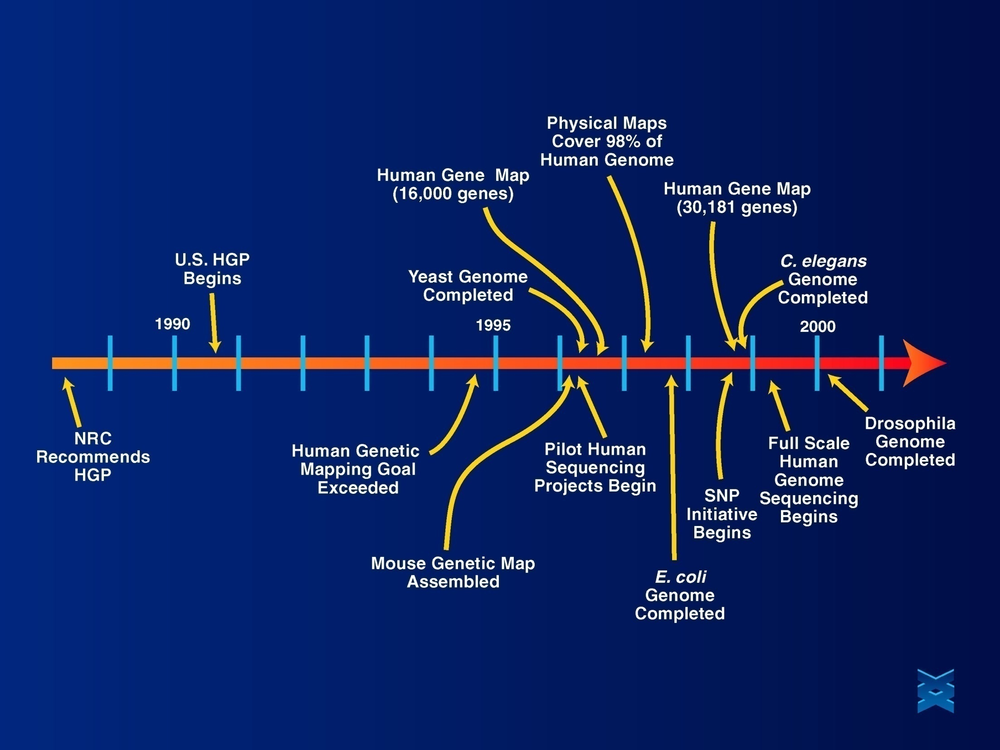 Physical Maps
Cover 98% of
Human Genome
Human Gene Map
(16,000 genes)
Human Gene Map
(30,181 genes)
U.S. HGP
Begins
Yeast Genome
Completed
C. elegans
Genome
Completed
1990
1995
2000
NRC
Recommends
HGP
Human Genetic
Mapping Goal
Exceeded
Mouse Genetic Map
Assembled
Pilot Human
Sequencing
Projects Begin
E. coli
Genome
Completed
SNP
Initiative
Begins
Full Scale
Human
Genome
Sequencing
Begins
Drosophila
Genome
Completed